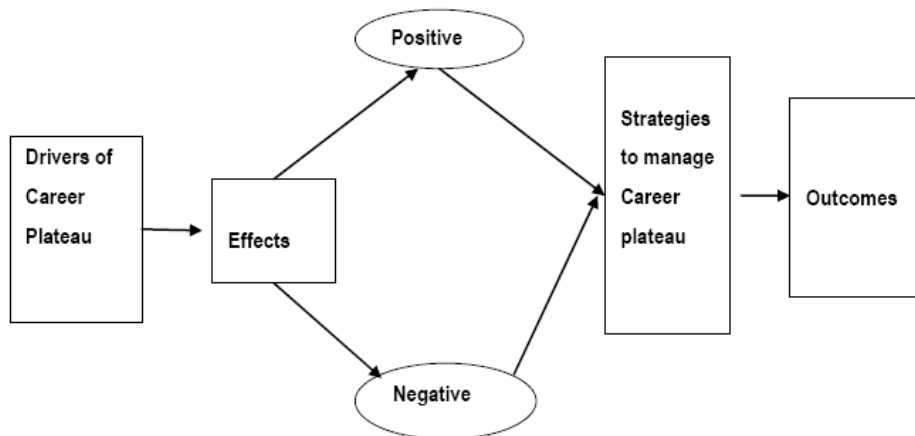 Drivers of
Career
Plateau
Effects
Positive
Negative
Strategies
to manage
Career
plateau
Outcomes